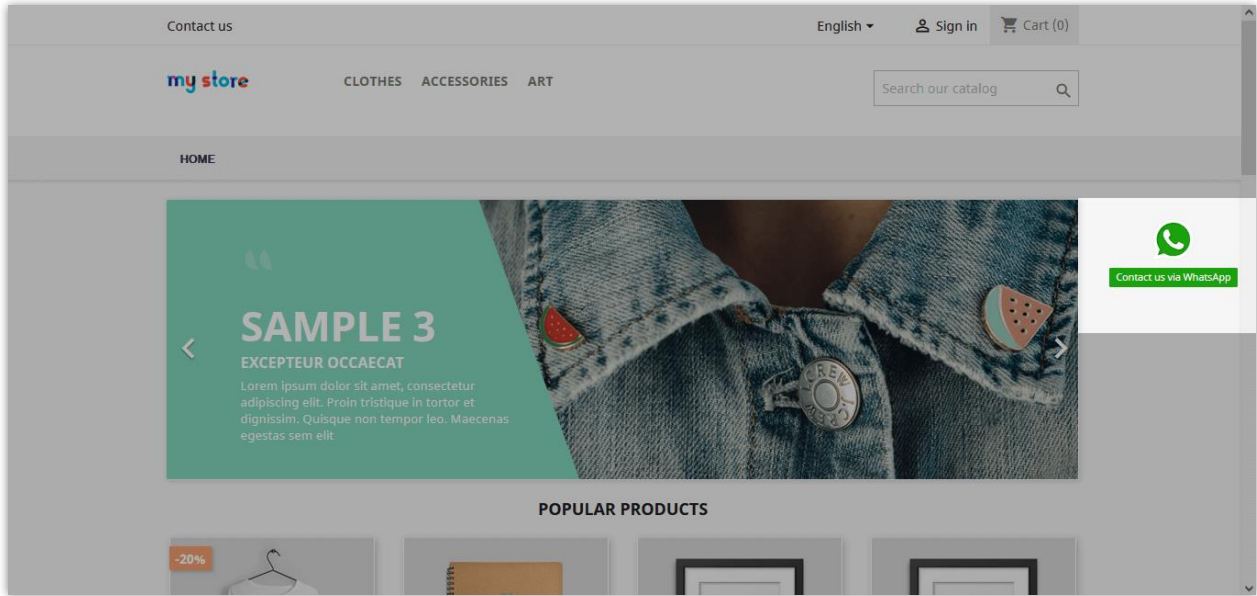 Contact us
English
Sign in
Cart (0)
my store
CLOTHES ACCESSORIES ART
Search our catalog
HOME
“
SAMPLE 3
EXCEPTEUR OCCAECAT
Lorem ipsum dolor sit amet, consectetur
adipiscing elit. Proin tristique in tortor et
dignissim. Quisque non tempor leo. Maecenas
egestas sem elit
J.CREW J.CREW
Contact us via WhatsApp
POPULAR PRODUCTS
-20%